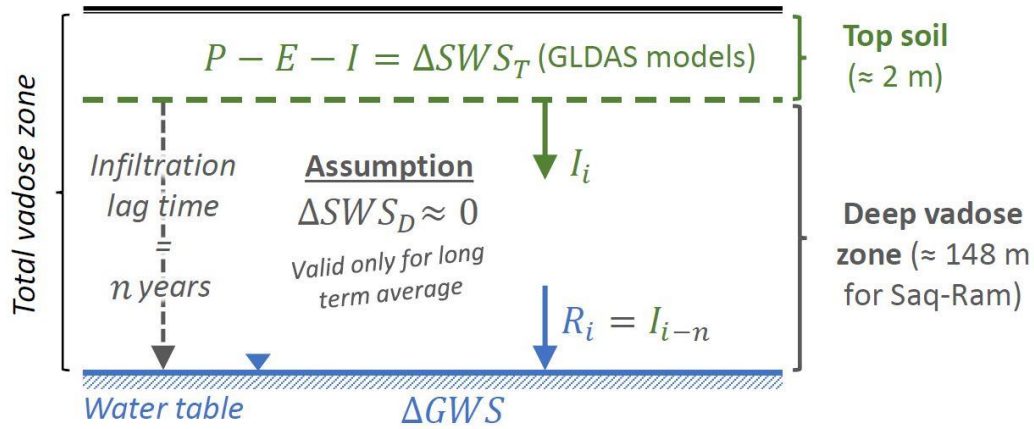 Total vadose zone
P − E − I = ΔSWS_T (GLDAS models)
Top soil
(≈ 2 m)
Infiltration
lag time
=
n years
Assumption
ΔSWS_D ≈ 0
Valid only for long
term average
I_i
R_i = I_{i−n}
Deep vadose
zone (≈ 148 m
for Saq-Ram)
Water table
ΔGWS